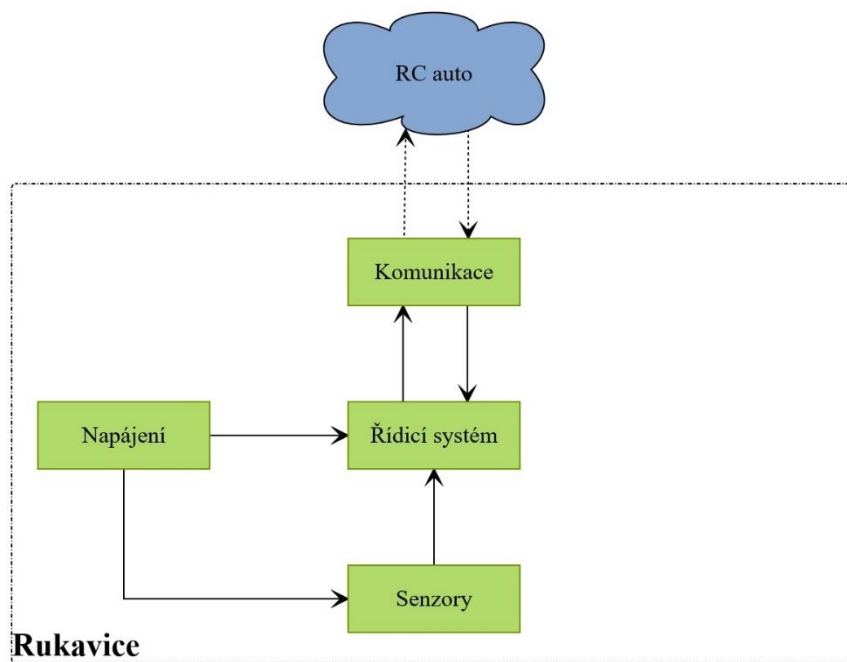 RC auto
Komunikace
Napájení
Řídicí systém
Senzory
Rukavice